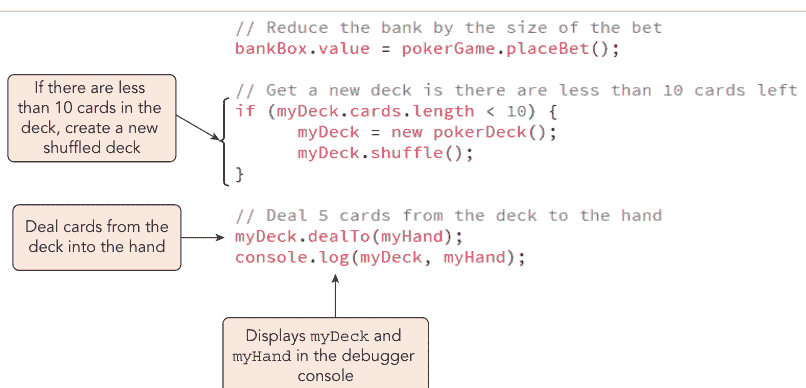 // Reduce the bank by the size of the bet
bankBox.value = pokerGame.placeBet();
If there are less
than 10 cards in the
deck, create a new
shuffled deck
// Get a new deck is there are less than 10 cards left
if (myDeck.cards.length < 10) {
myDeck = new pokerDeck();
myDeck.shuffle();
}
Deal cards from the
deck into the hand
// Deal 5 cards from the deck to the hand
myDeck.dealTo(myHand);
console.log(myDeck, myHand);
Displays myDeck and
myHand in the debugger
console